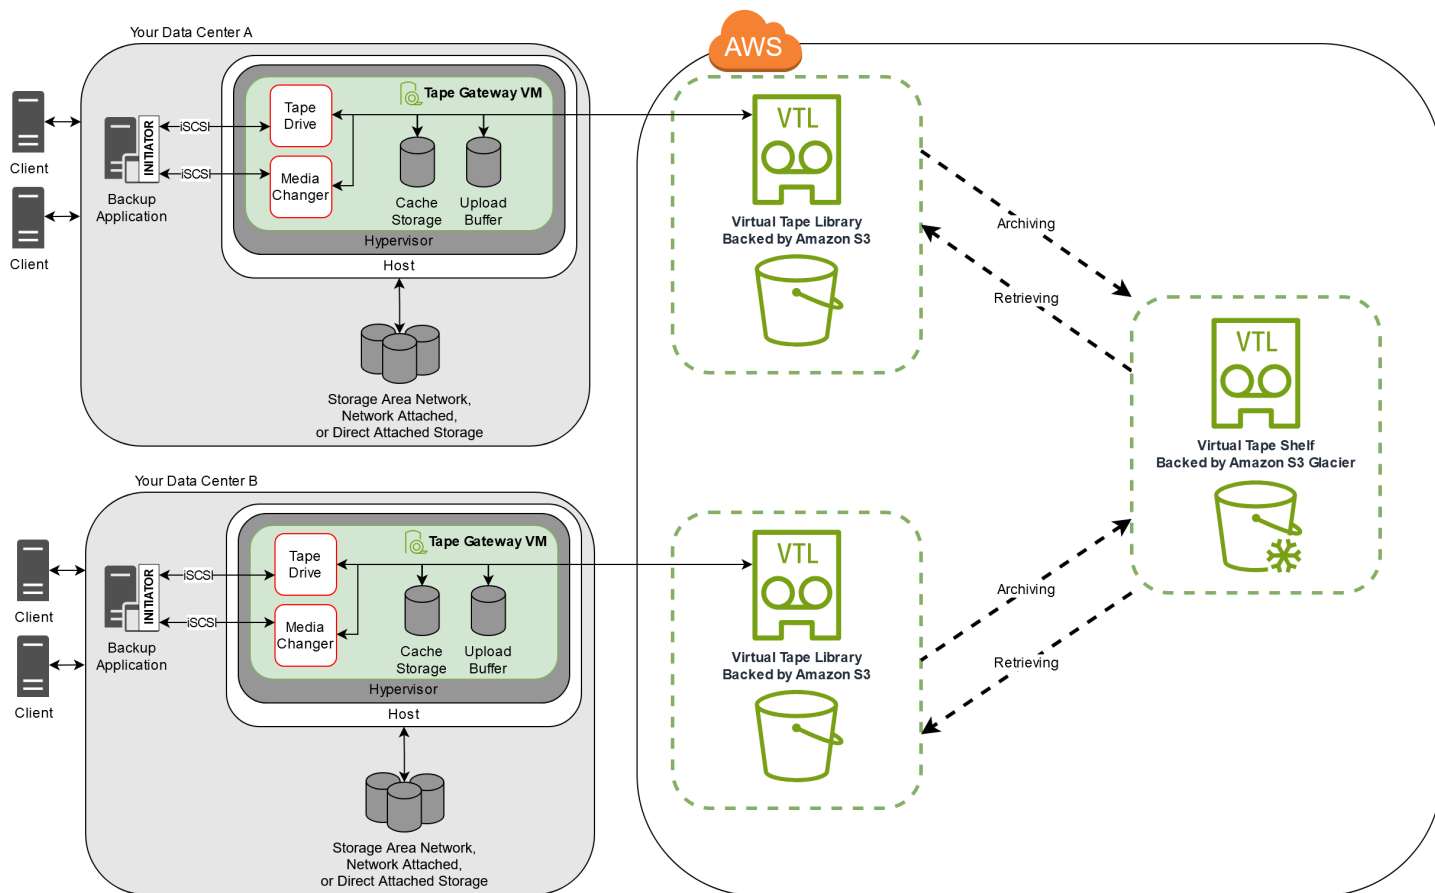 Your Data Center A
Client
Client
INITIATOR
Backup
Application
iSCSI
iSCSI
Tape
Drive
Media
Changer
Tape Gateway VM
Cache
Storage
Upload
Buffer
Hypervisor
Host
Storage Area Network,
Network Attached,
or Direct Attached Storage
Your Data Center B
Client
Client
INITIATOR
Backup
Application
iSCSI
iSCSI
Tape
Drive
Media
Changer
Tape Gateway VM
Cache
Storage
Upload
Buffer
Hypervisor
Host
Storage Area Network,
Network Attached,
or Direct Attached Storage
AWS
VTL
Virtual Tape Library
Backed by Amazon S3
Archiving
Retrieving
VTL
Virtual Tape Shelf
Backed by Amazon S3 Glacier
VTL
Virtual Tape Library
Backed by Amazon S3
Archiving
Retrieving